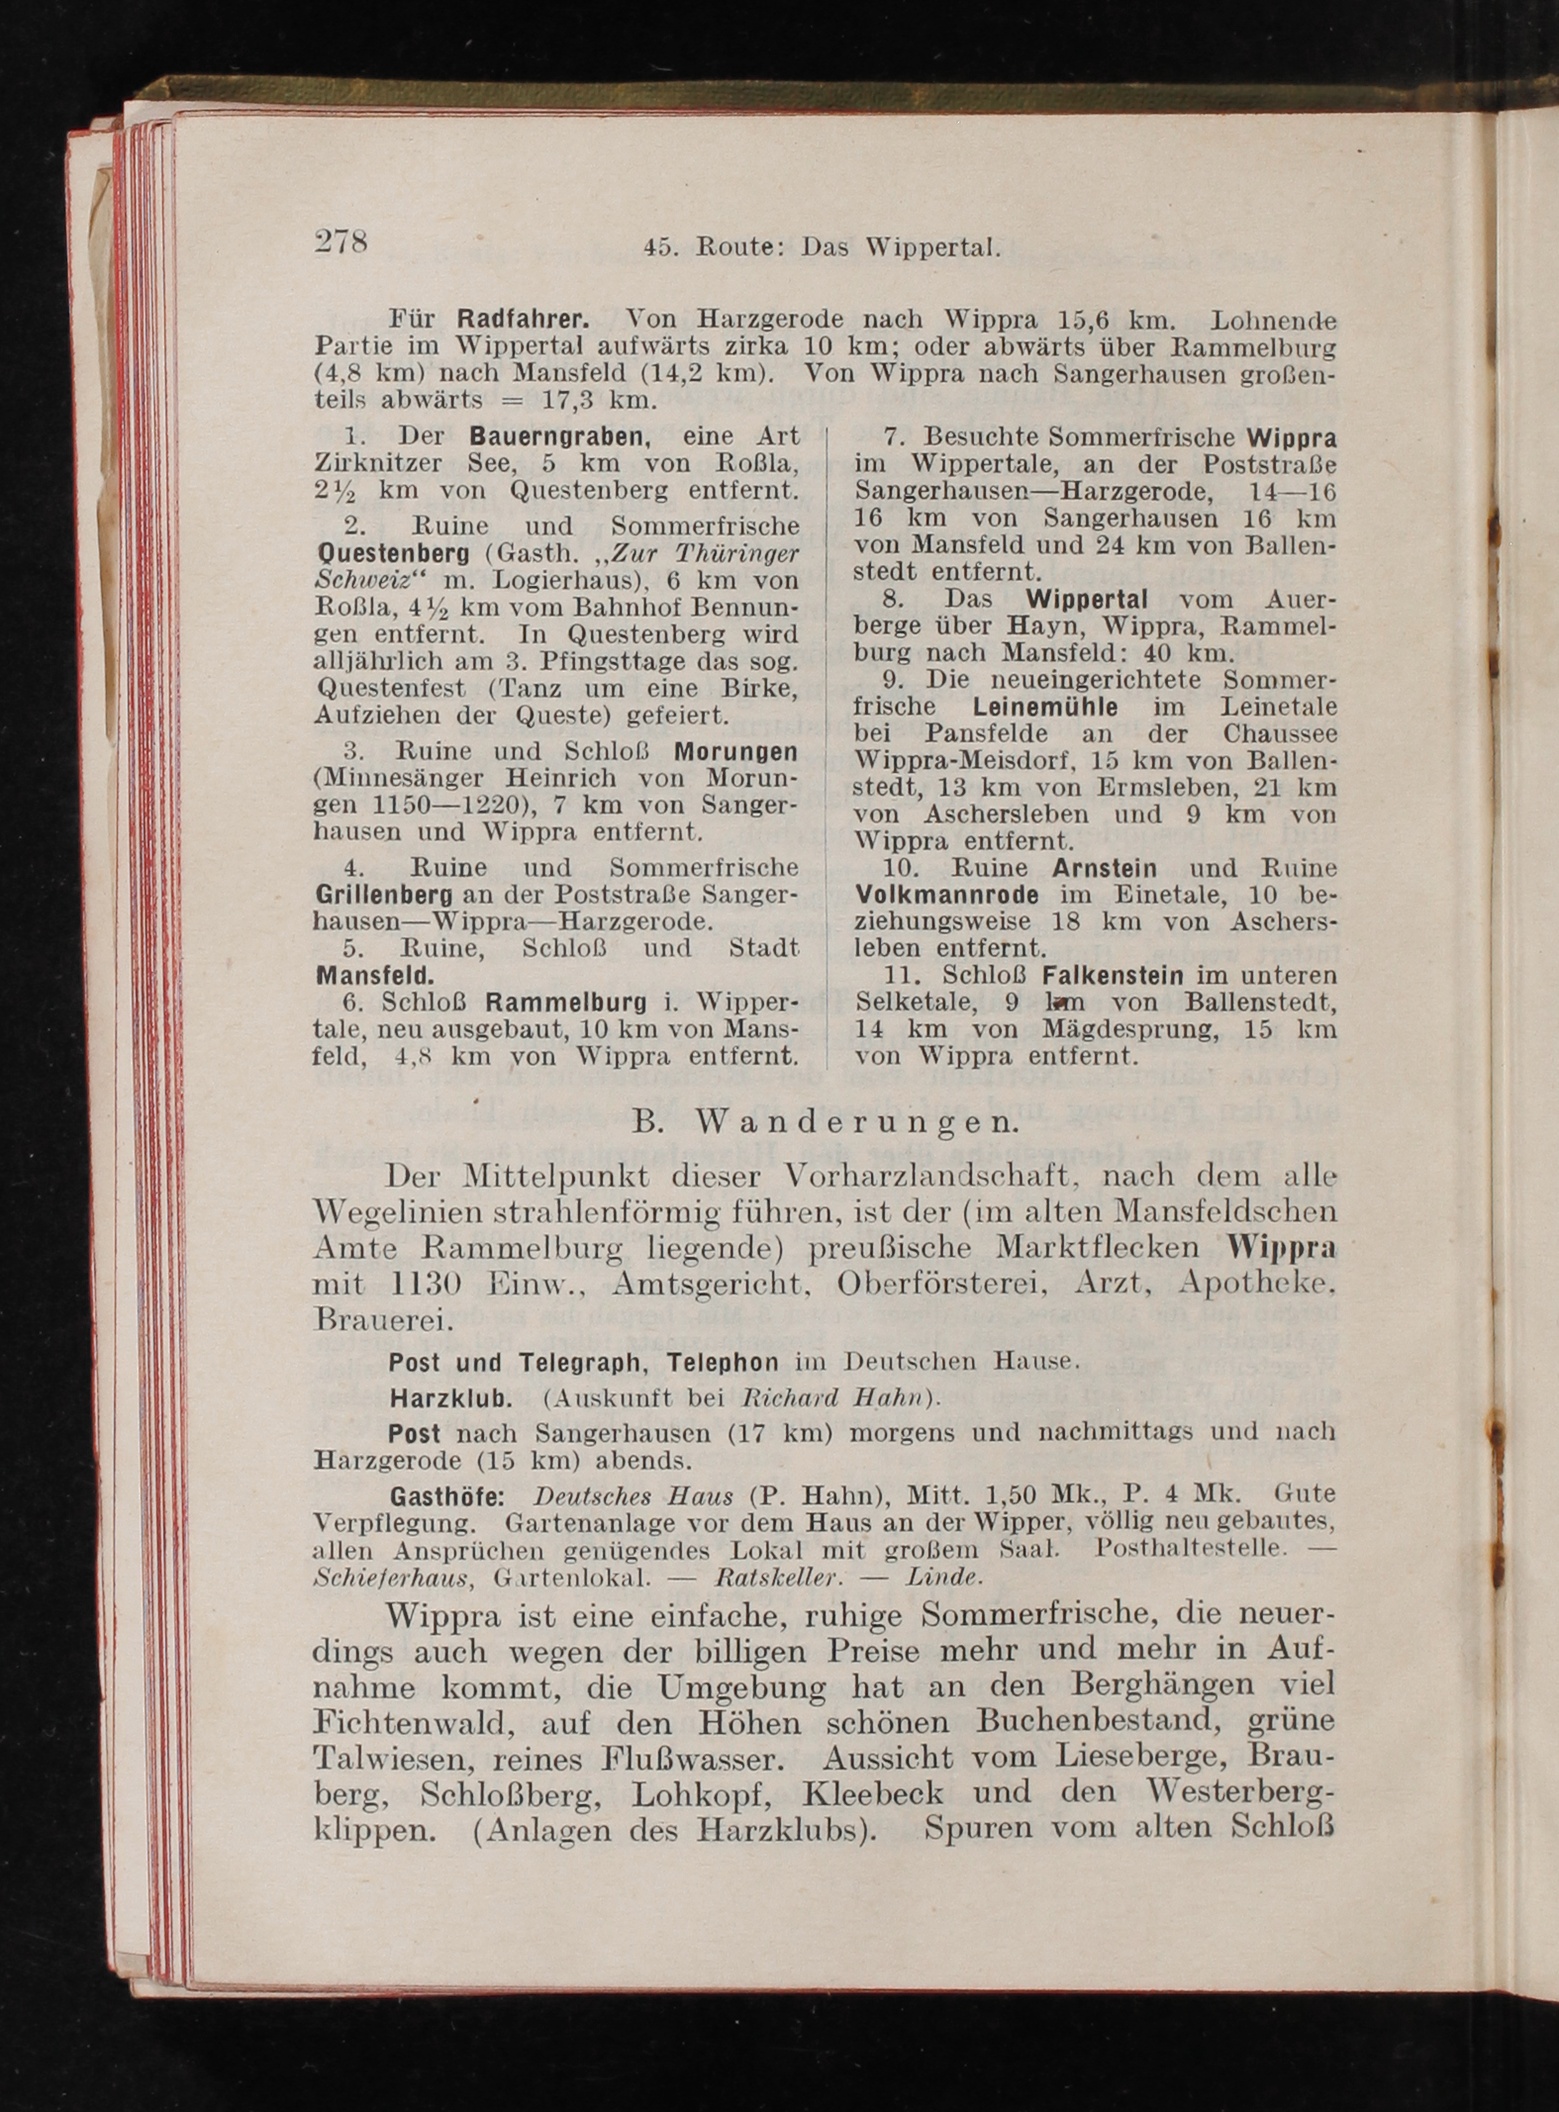 278
45. Route: Das Wippertal.
Für Radfahrer. Von Harzgerode nach Wippra 15,6 km. Lohnende
Partie im Wippertal aufwärts zirka 10 km; oder abwärts über Rammelburg
(4,8 km) nach Mansfeld (14,2 km). Von Wippra nach Sangerhausen großen-
teils abwärts = 17,3 km.
1. Der Bauerngraben, eine Art
Zirknitzer See, 5 km von Roßla,
2½ km von Questenberg entfernt.
2. Ruine und Sommerfrische
Questenberg (Gasth. „Zur Thüringer
Schweiz“ m. Logierhaus), 6 km von
Roßla, 4½ km vom Bahnhof Bennun-
gen entfernt. In Questenberg wird
alljährlich am 3. Pfingsttage das sog.
Questenfest (Tanz um eine Birke,
Aufziehen der Queste) gefeiert.
3. Ruine und Schloß Morungen
(Minnesänger Heinrich von Morun-
gen 1150—1220), 7 km von Sanger-
hausen und Wippra entfernt.
4. Ruine und Sommerfrische
Grillenberg an der Poststraße Sanger-
hausen—Wippra—Harzgerode.
5. Ruine, Schloß und Stadt
Mansfeld.
6. Schloß Rammelburg i. Wipper-
tale, neu ausgebaut, 10 km von Mans-
feld, 4,8 km von Wippra entfernt.
7. Besuchte Sommerfrische Wippra
im Wippertale, an der Poststraße
Sangerhausen—Harzgerode, 14—16
16 km von Sangerhausen 16 km
von Mansfeld und 24 km von Ballen-
stedt entfernt.
8. Das Wippertal vom Auer-
berge über Hayn, Wippra, Rammel-
burg nach Mansfeld: 40 km.
9. Die neueingerichtete Sommer-
frische Leinemühle im Leinetale
bei Pansfelde an der Chaussee
Wippra-Meisdorf, 15 km von Ballen-
stedt, 13 km von Ermsleben, 21 km
von Aschersleben und 9 km von
Wippra entfernt.
10. Ruine Arnstein und Ruine
Volkmannrode im Einetale, 10 be-
ziehungsweise 18 km von Aschers-
leben entfernt.
11. Schloß Falkenstein im unteren
Selketale, 9 km von Ballenstedt,
14 km von Mägdesprung, 15 km
von Wippra entfernt.
B. Wanderungen.
Der Mittelpunkt dieser Vorharzlandschaft, nach dem alle
Wegelinien strahlenförmig führen, ist der (im alten Mansfeldschen
Amte Rammelburg liegende) preußische Marktflecken Wippra
mit 1130 Einw., Amtsgericht, Oberförsterei, Arzt, Apotheke,
Brauerei.
Post und Telegraph, Telephon im Deutschen Hause.
Harzklub. (Auskunft bei Richard Hahn).
Post nach Sangerhausen (17 km) morgens und nachmittags und nach
Harzgerode (15 km) abends.
Gasthöfe: Deutsches Haus (P. Hahn), Mitt. 1,50 Mk., P. 4 Mk. Gute
Verpflegung. Gartenanlage vor dem Haus an der Wipper, völlig neu gebautes,
allen Ansprüchen genügendes Lokal mit großem Saal. Posthaltestelle. —
Schieferhaus, Gartenlokal. — Ratskeller. — Linde.
Wippra ist eine einfache, ruhige Sommerfrische, die neuer-
dings auch wegen der billigen Preise mehr und mehr in Auf-
nahme kommt, die Umgebung hat an den Berghängen viel
Fichtenwald, auf den Höhen schönen Buchenbestand, grüne
Talwiesen, reines Flußwasser. Aussicht vom Lieseberge, Brau-
berg, Schloßberg, Lohkopf, Kleebeck und den Westerberg-
klippen. (Anlagen des Harzklubs). Spuren vom alten Schloß